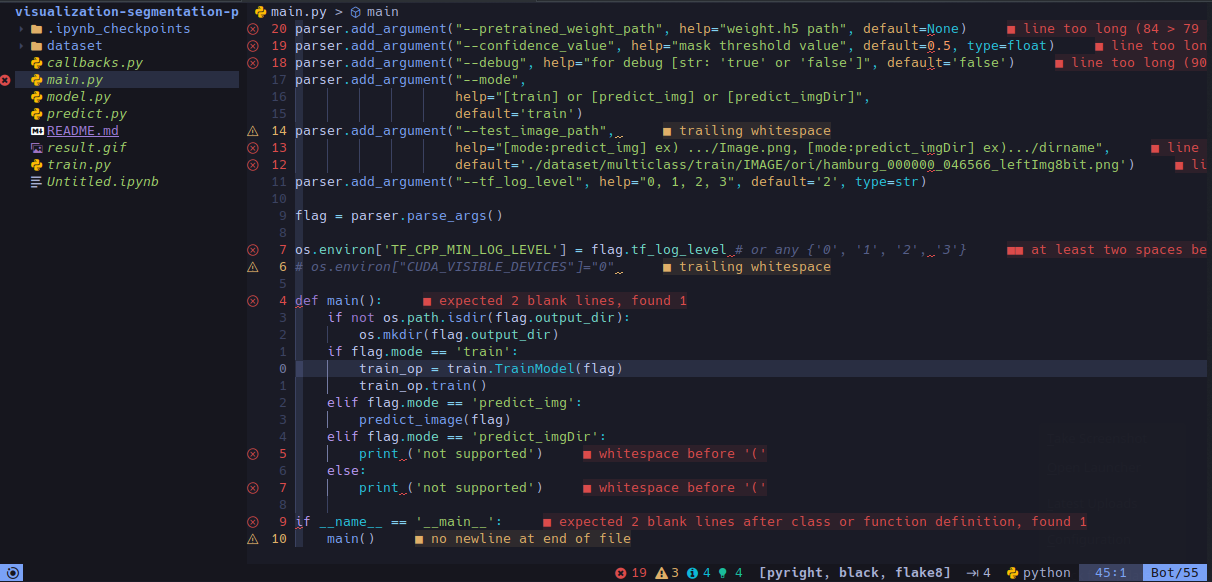 visualization-segmentation-p
.ipynb_checkpoints
dataset
callbacks.py
main.py
model.py
predict.py
README.md
result.gif
train.py
Untitled.ipynb
main.py > main
20 parser.add_argument("--pretrained_weight_path", help="weight.h5 path", default=None) ■ line too long (84 > 79
19 parser.add_argument("--confidence_value", help="mask threshold value", default=0.5, type=float) ■ line too lon
18 parser.add_argument("--debug", help="for debug [str: 'true' or 'false']", default='false') ■ line too long (90
17 parser.add_argument("--mode",
16 help="[train] or [predict_img] or [predict_imgDir]",
15 default='train')
14 parser.add_argument("--test_image_path", ■ trailing whitespace
13 help="[mode:predict_img] ex) .../Image.png, [mode:predict_imgDir] ex).../dirname", ■ line
12 default='./dataset/multiclass/train/IMAGE/ori/hamburg_000000_046566_leftImg8bit.png') ■ li
11 parser.add_argument("--tf_log_level", help="0, 1, 2, 3", default='2', type=str)
10
9 flag = parser.parse_args()
8
7 os.environ['TF_CPP_MIN_LOG_LEVEL'] = flag.tf_log_level # or any {'0', '1', '2', '3'} ■■ at least two spaces be
6 # os.environ["CUDA_VISIBLE_DEVICES"]="0" ■ trailing whitespace
5
4 def main(): ■ expected 2 blank lines, found 1
3 if not os.path.isdir(flag.output_dir):
2 os.mkdir(flag.output_dir)
1 if flag.mode == 'train':
0 train_op = train.TrainModel(flag)
1 train_op.train()
2 elif flag.mode == 'predict_img':
3 predict_image(flag)
4 elif flag.mode == 'predict_imgDir':
5 print ('not supported') ■ whitespace before '('
6 else:
7 print ('not supported') ■ whitespace before '('
8
9 if __name__ == '__main__': ■ expected 2 blank lines after class or function definition, found 1
10 main() ■ no newline at end of file
19 3 4 4 [pyright, black, flake8] 4 python 45:1 Bot/55